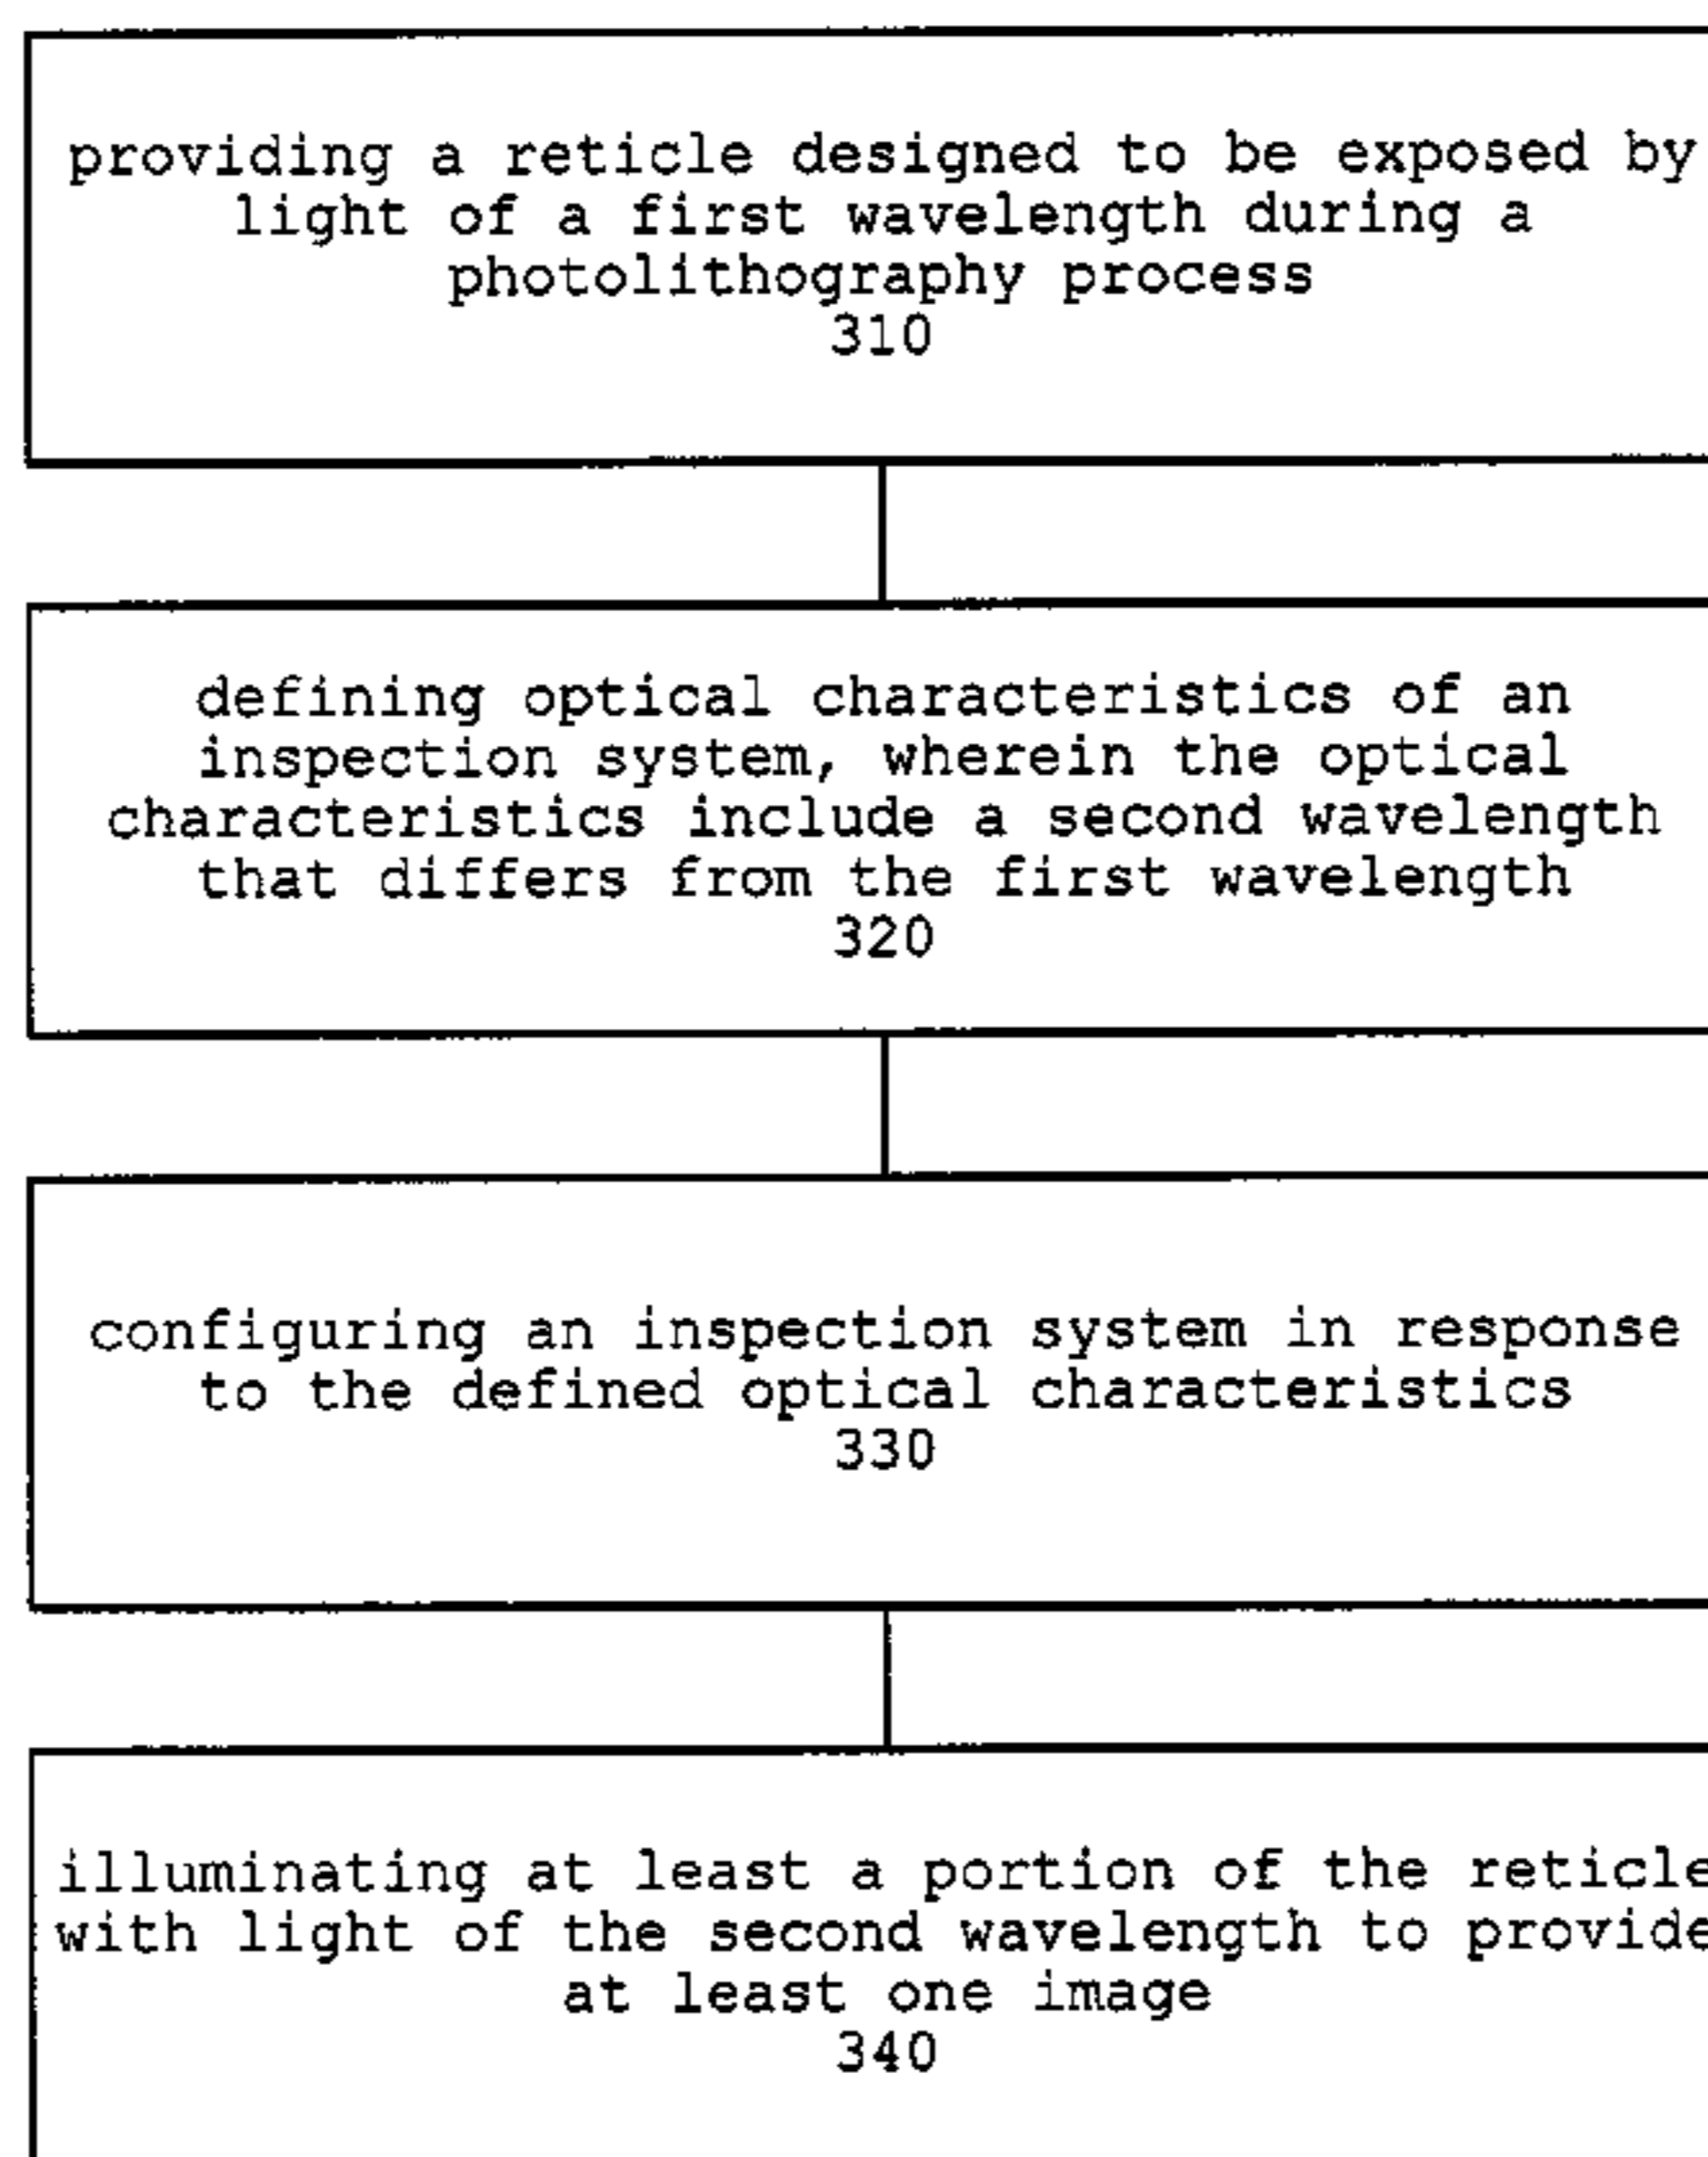 providing a reticle designed to be exposed by
light of a first wavelength during a
photolithography process
310
defining optical characteristics of an
inspection system, wherein the optical
characteristics include a second wavelength
that differs from the first wavelength
320
configuring an inspection system in response
to the defined optical characteristics
330
illuminating at least a portion of the reticle
with light of the second wavelength to provide
at least one image
340